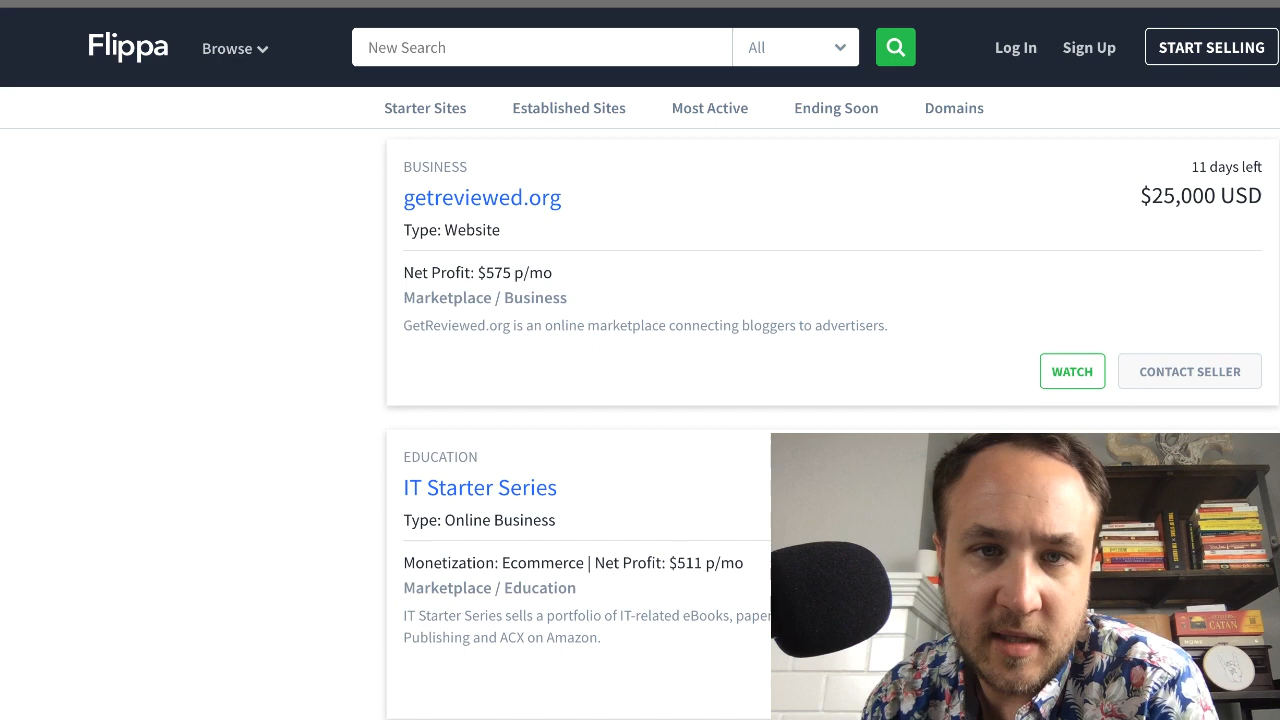 Flippa
Browse
New Search
All
Log In
Sign Up
START SELLING
Starter Sites
Established Sites
Most Active
Ending Soon
Domains
BUSINESS
11 days left
getreviewed.org
$25,000 USD
Type: Website
Net Profit: $575 p/mo
Marketplace / Business
GetReviewed.org is an online marketplace connecting bloggers to advertisers.
WATCH
CONTACT SELLER
EDUCATION
IT Starter Series
Type: Online Business
Monetization: Ecommerce | Net Profit: $511 p/mo
Marketplace / Education
IT Starter Series sells a portfolio of IT-related eBooks, paper
Publishing and ACX on Amazon.
CATAN